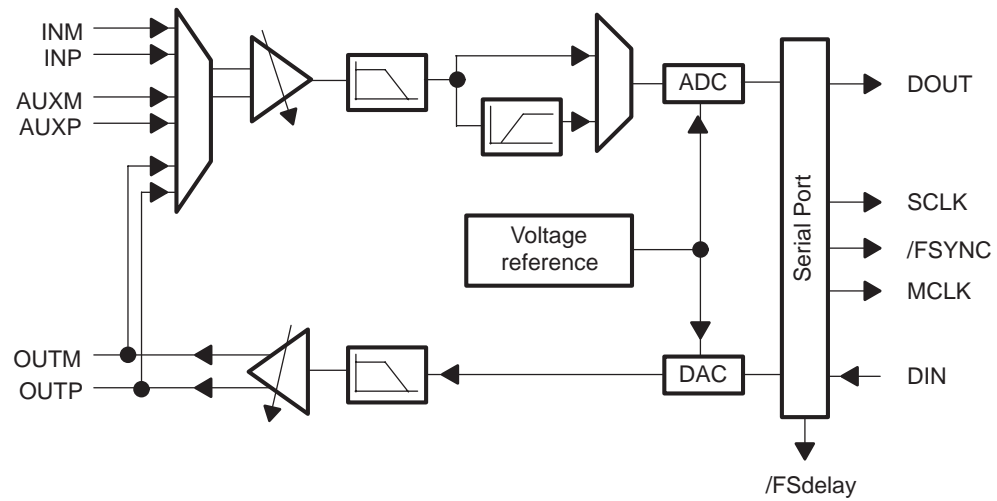 INM
INP
AUXM
AUXP
ADC
DOUT
Voltage
reference
Serial Port
SCLK
/FSYNC
MCLK
OUTM
OUTP
DAC
DIN
/FSdelay